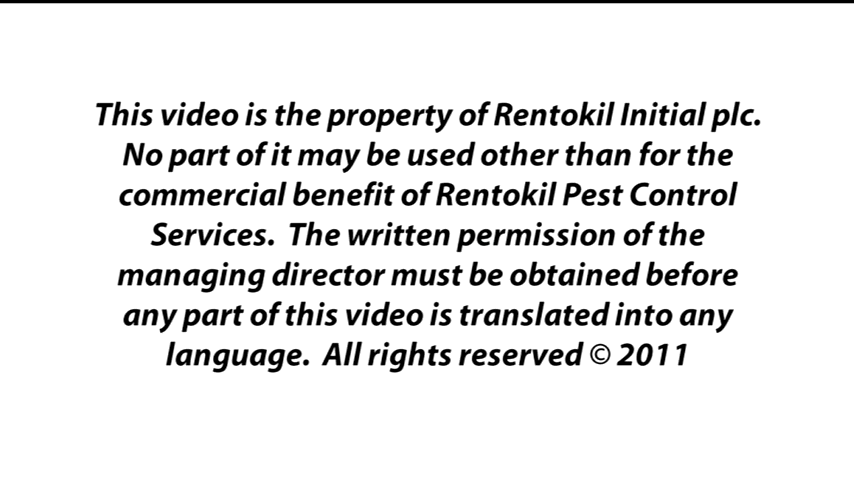 This video is the property of Rentokil Initial plc.
No part of it may be used other than for the
commercial benefit of Rentokil Pest Control
Services.  The written permission of the
managing director must be obtained before
any part of this video is translated into any
language.  All rights reserved © 2011